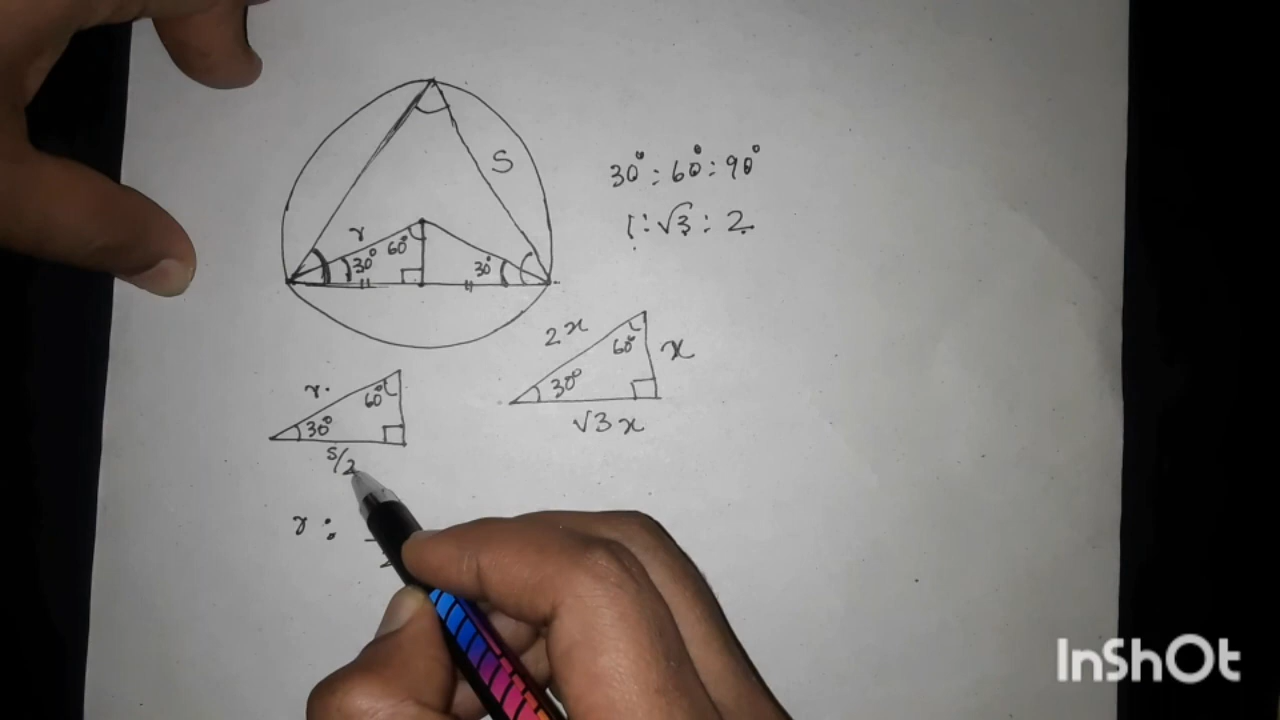 S
r 60° 30° 30°
30° : 60° : 90°
1 : √3 : 2
2x 60° x
30°
√3 x
r. 60°
30°
S/2
r :
InShOt